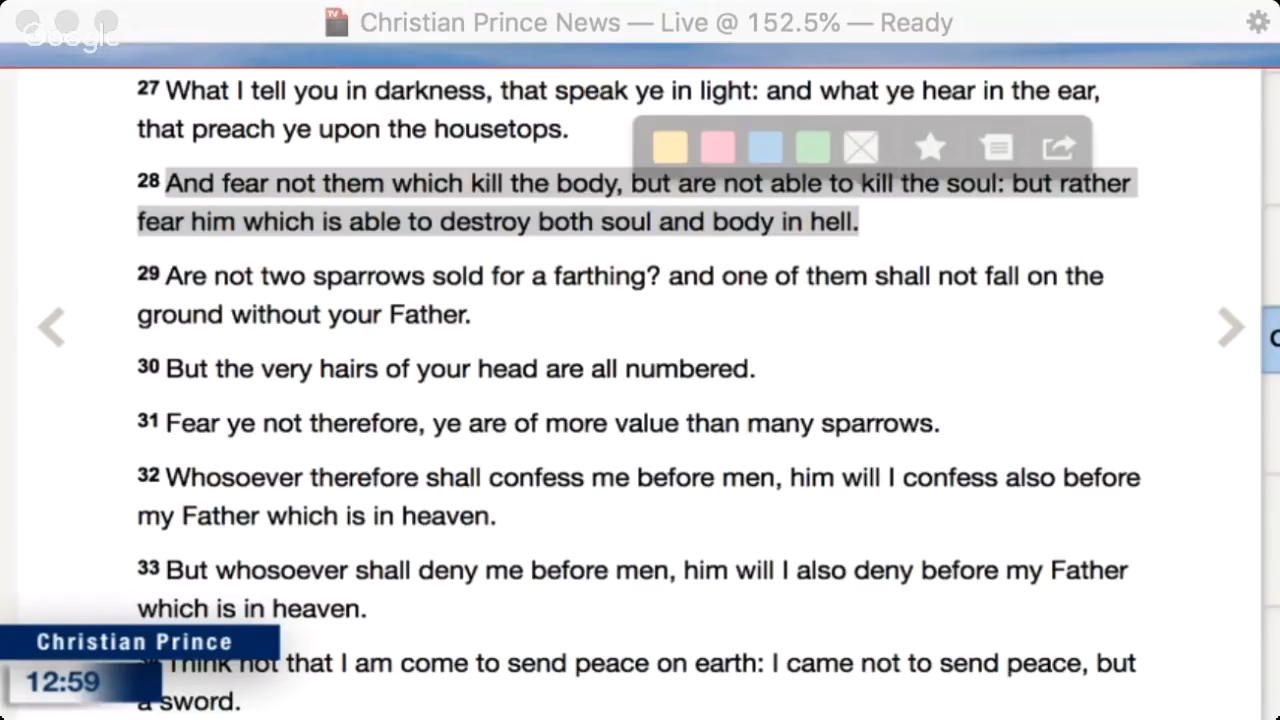 Christian Prince News — Live @ 152.5% — Ready
Google
27 What I tell you in darkness, that speak ye in light: and what ye hear in the ear,
that preach ye upon the housetops.
28 And fear not them which kill the body, but are not able to kill the soul: but rather
fear him which is able to destroy both soul and body in hell.
29 Are not two sparrows sold for a farthing? and one of them shall not fall on the
ground without your Father.
30 But the very hairs of your head are all numbered.
31 Fear ye not therefore, ye are of more value than many sparrows.
32 Whosoever therefore shall confess me before men, him will I confess also before
my Father which is in heaven.
33 But whosoever shall deny me before men, him will I also deny before my Father
which is in heaven.
Christian Prince
Think not that I am come to send peace on earth: I came not to send peace, but
12:59
a sword.